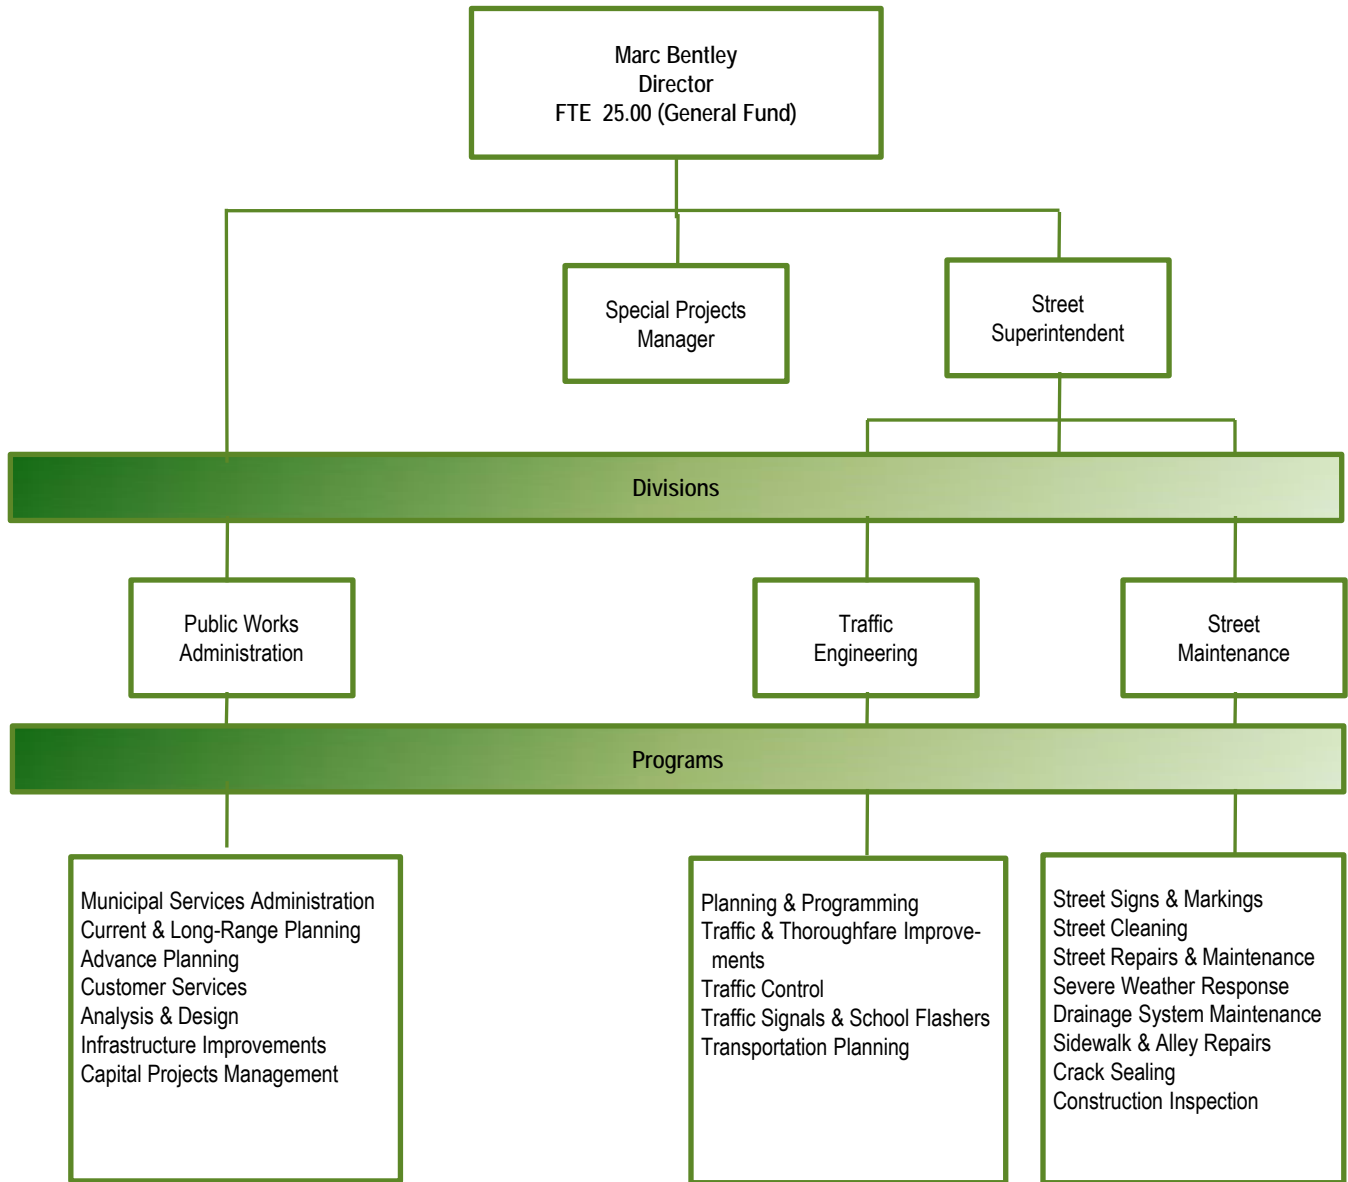 Marc Bentley
Director
FTE  25.00 (General Fund)
Special Projects
Manager
Street
Superintendent
Divisions
Public Works
Administration
Traffic
Engineering
Street
Maintenance
Programs
Municipal Services Administration
Current & Long-Range Planning
Advance Planning
Customer Services
Analysis & Design
Infrastructure Improvements
Capital Projects Management
Planning & Programming
Traffic & Thoroughfare Improve-
ments
Traffic Control
Traffic Signals & School Flashers
Transportation Planning
Street Signs & Markings
Street Cleaning
Street Repairs & Maintenance
Severe Weather Response
Drainage System Maintenance
Sidewalk & Alley Repairs
Crack Sealing
Construction Inspection